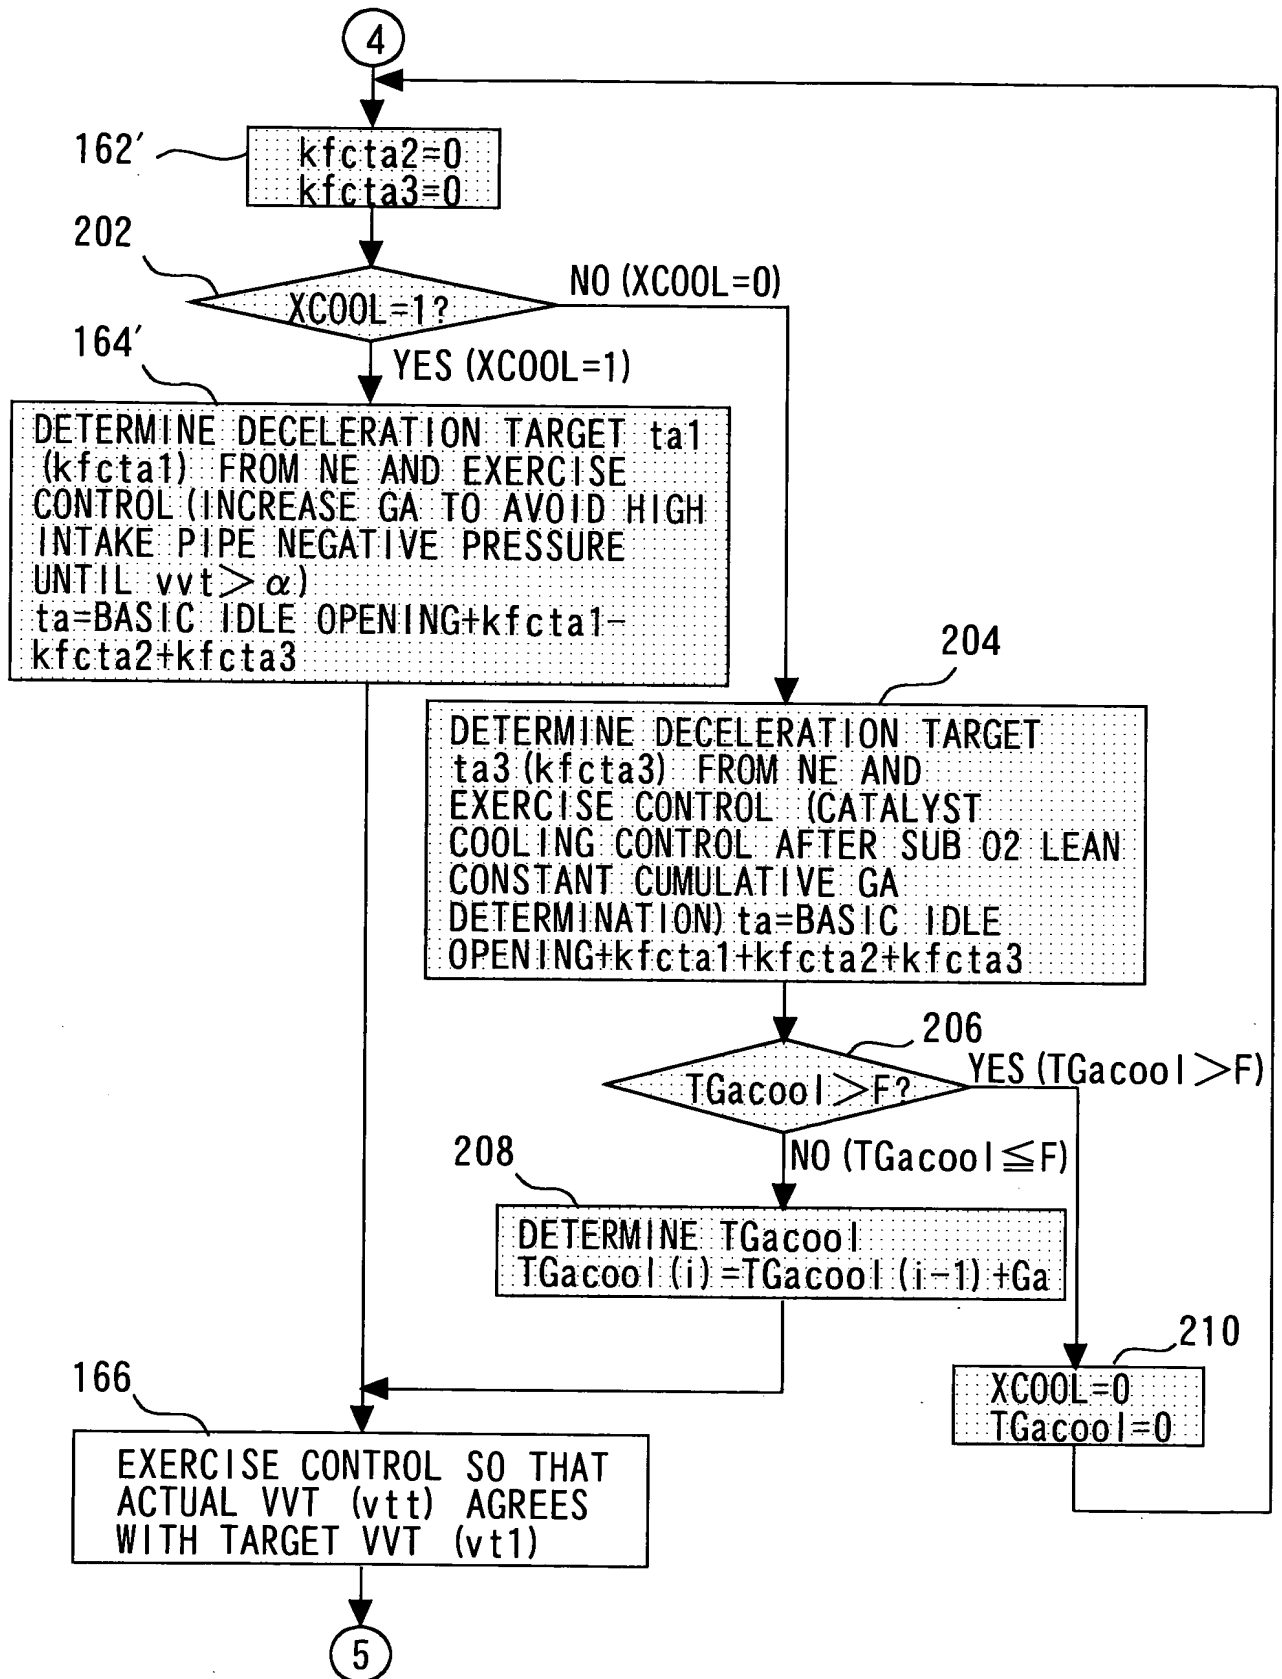 4
162′
kfcta2=0
kfcta3=0
202
XCOOL=1?
NO (XCOOL=0)
164′
YES (XCOOL=1)
DETERMINE DECELERATION TARGET ta1
(kfcta1) FROM NE AND EXERCISE
CONTROL (INCREASE GA TO AVOID HIGH
INTAKE PIPE NEGATIVE PRESSURE
UNTIL vvt＞α)
ta=BASIC IDLE OPENING+kfcta1-
kfcta2+kfcta3
204
DETERMINE DECELERATION TARGET
ta3 (kfcta3) FROM NE AND
EXERCISE CONTROL (CATALYST
COOLING CONTROL AFTER SUB O2 LEAN
CONSTANT CUMULATIVE GA
DETERMINATION) ta=BASIC IDLE
OPENING+kfcta1+kfcta2+kfcta3
206
TGacool＞F?
YES (TGacool＞F)
208
NO (TGacool≦F)
DETERMINE TGacool
TGacool (i) =TGacool (i-1) +Ga
210
XCOOL=0
TGacool=0
166
EXERCISE CONTROL SO THAT
ACTUAL VVT (vtt) AGREES
WITH TARGET VVT (vt1)
5